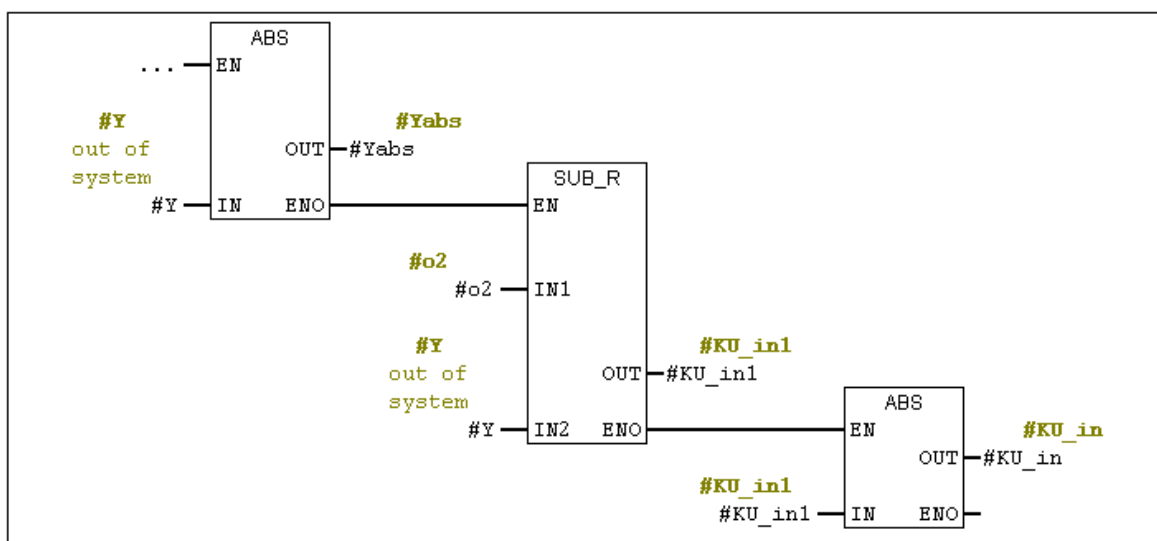 ABS
... EN
#Y
out of
system
#Yabs
OUT #Yabs
#Y IN ENO
SUB_R
EN
#o2
#o2 IN1
#Y
out of
system
#KU_in1
OUT #KU_in1
#Y IN2 ENO
ABS
EN
#KU_in
OUT #KU_in
#KU_in1
#KU_in1 IN ENO